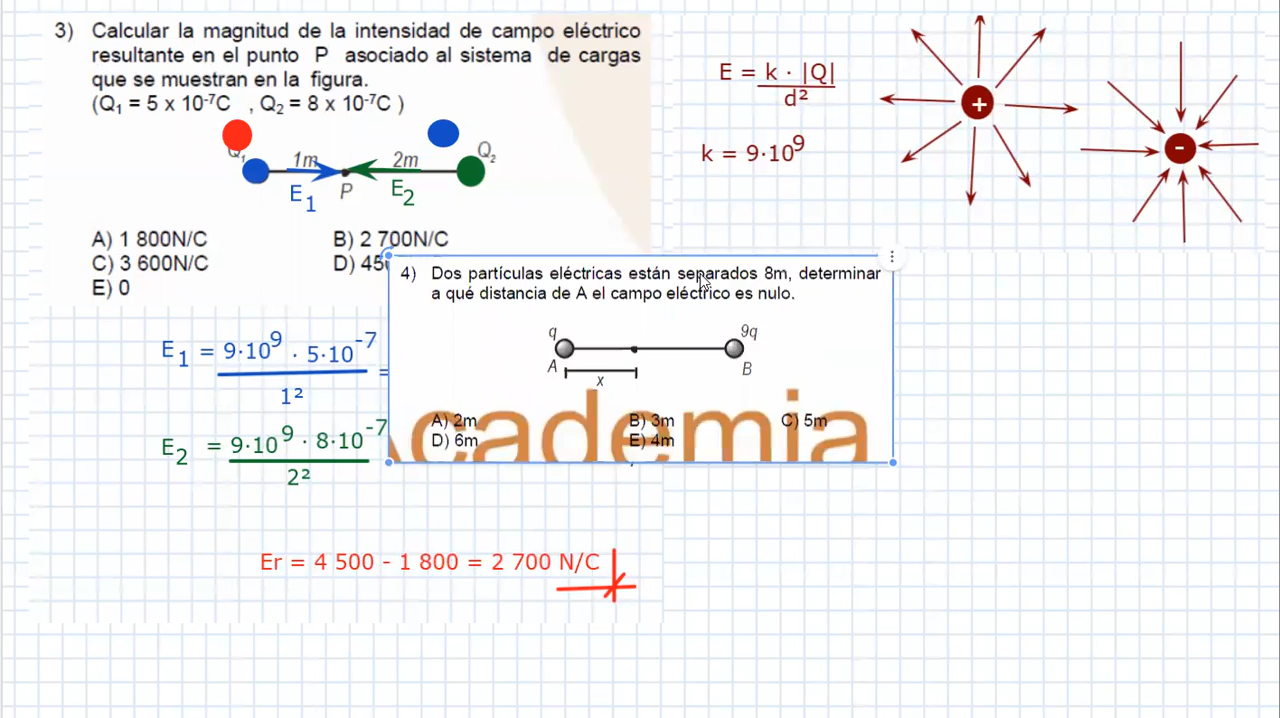 3) Calcular la magnitud de la intensidad de campo eléctrico
resultante en el punto P asociado al sistema de cargas
que se muestran en la figura.
(Q₁ = 5 x 10⁻⁷C , Q₂ = 8 x 10⁻⁷C )
Q₁ 1m 2m Q₂
E₁ P E₂
A) 1 800N/C B) 2 700N/C
C) 3 600N/C D) 450
E) 0
E₁ = 9·10⁹ · 5·10⁻⁷ =
1²
E₂ = 9·10⁹ · 8·10⁻⁷
2²
Er = 4 500 - 1 800 = 2 700 N/C
4) Dos partículas eléctricas están separados 8m, determinar
a qué distancia de A el campo eléctrico es nulo.
q 9q
A B
x
A) 2m B) 3m C) 5m
D) 6m E) 4m
Academia
E = k · |Q|
d²
k = 9·10⁹
+
-